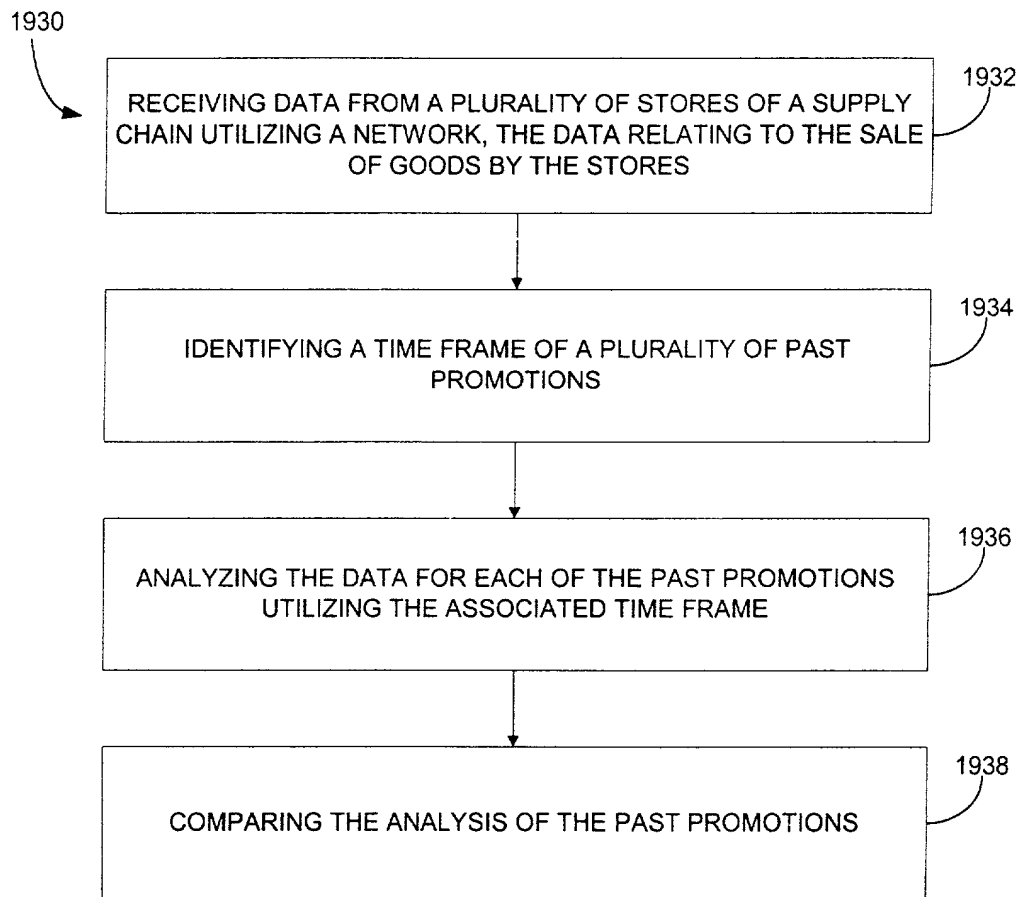 1930
1932
RECEIVING DATA FROM A PLURALITY OF STORES OF A SUPPLY
CHAIN UTILIZING A NETWORK, THE DATA RELATING TO THE SALE
OF GOODS BY THE STORES
1934
IDENTIFYING A TIME FRAME OF A PLURALITY OF PAST
PROMOTIONS
1936
ANALYZING THE DATA FOR EACH OF THE PAST PROMOTIONS
UTILIZING THE ASSOCIATED TIME FRAME
1938
COMPARING THE ANALYSIS OF THE PAST PROMOTIONS